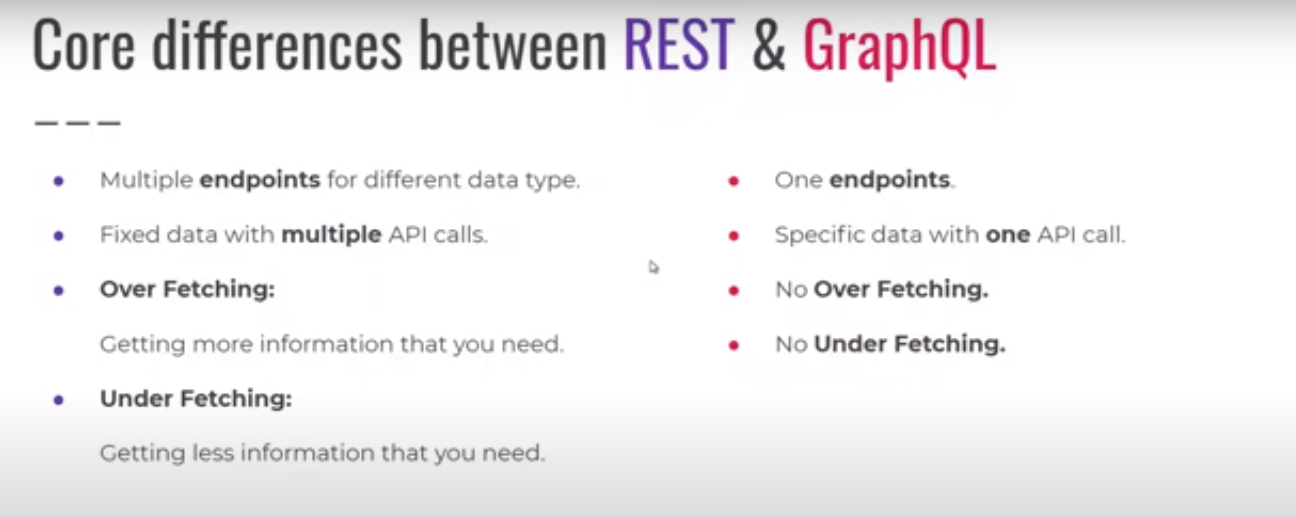 Core differences between REST & GraphQL
Multiple endpoints for different data type.
Fixed data with multiple API calls.
Over Fetching:
Getting more information that you need.
Under Fetching:
Getting less information that you need.
One endpoints.
Specific data with one API call.
No Over Fetching.
No Under Fetching.